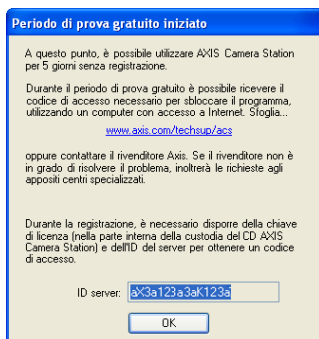 Periodo di prova gratuito iniziato
A questo punto, è possibile utilizzare AXIS Camera Station
per 5 giorni senza registrazione.
Durante il periodo di prova gratuito è possibile ricevere il
codice di accesso necessario per sbloccare il programma,
utilizzando un computer con accesso a Internet. Sfoglia...
www.axis.com/techsup/acs
oppure contattare il rivenditore Axis. Se il rivenditore non è
in grado di risolvere il problema, inoltrerà le richieste agli
appositi centri specializzati.
Durante la registrazione, è necessario disporre della chiave
di licenza (nella parte interna della custodia del CD AXIS
Camera Station) e dell'ID del server per ottenere un codice
di accesso.
ID server: aX3a123a3aK123a
OK